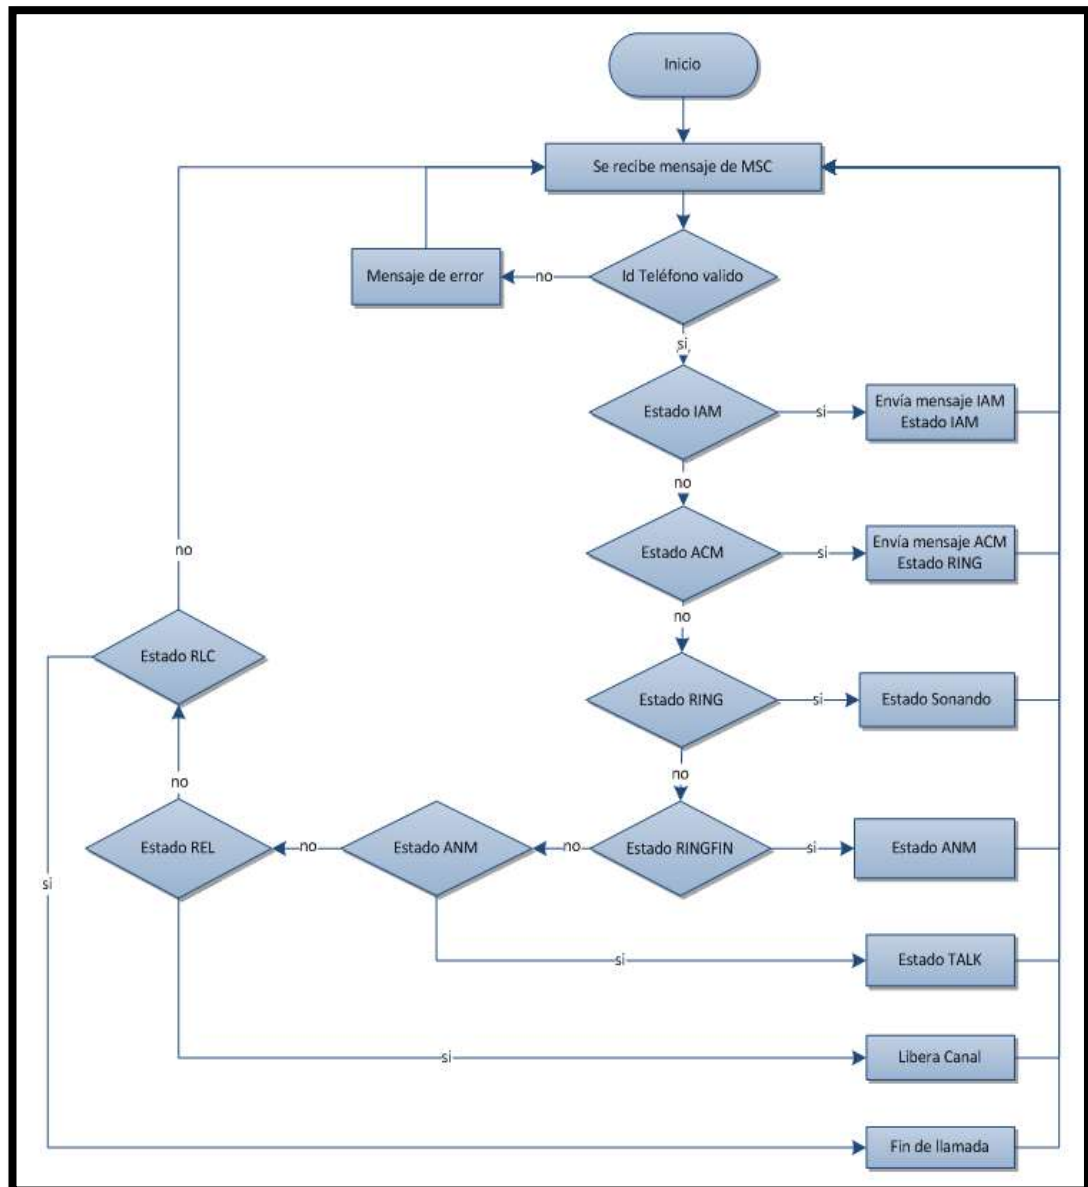 Inicio
Se recibe mensaje de MSC
Mensaje de error
no
Id Teléfono valido
si
Estado IAM
si
Envía mensaje IAM
Estado IAM
no
Estado ACM
si
Envía mensaje ACM
Estado RING
no
no
Estado RLC
Estado RING
si
Estado Sonando
no
no
Estado REL
no
Estado ANM
no
Estado RINGFIN
si
Estado ANM
si
si
Estado TALK
si
Libera Canal
Fin de llamada